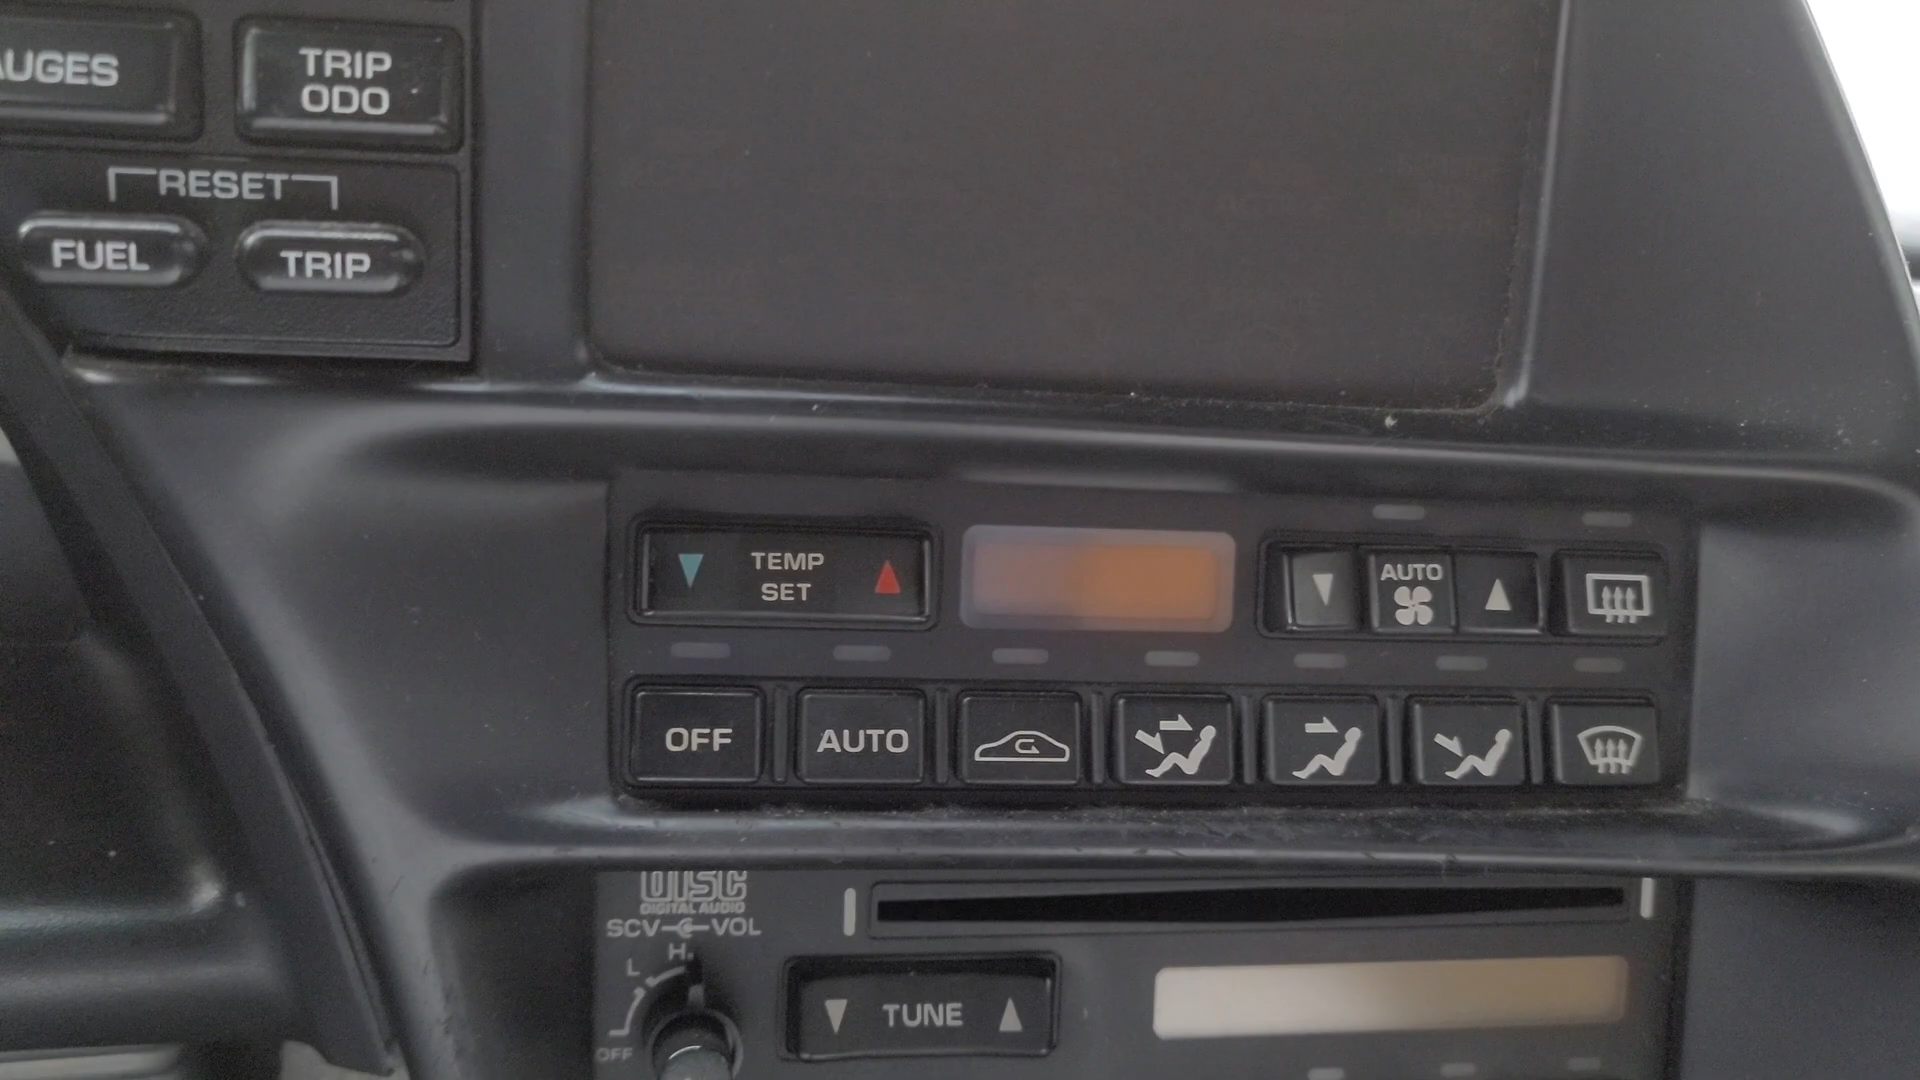 AUGES
TRIP
ODO
RESET
FUEL
TRIP
TEMP
SET
AUTO
OFF
AUTO
DISC
DIGITAL AUDIO
SCV VOL
H
L
OFF
TUNE